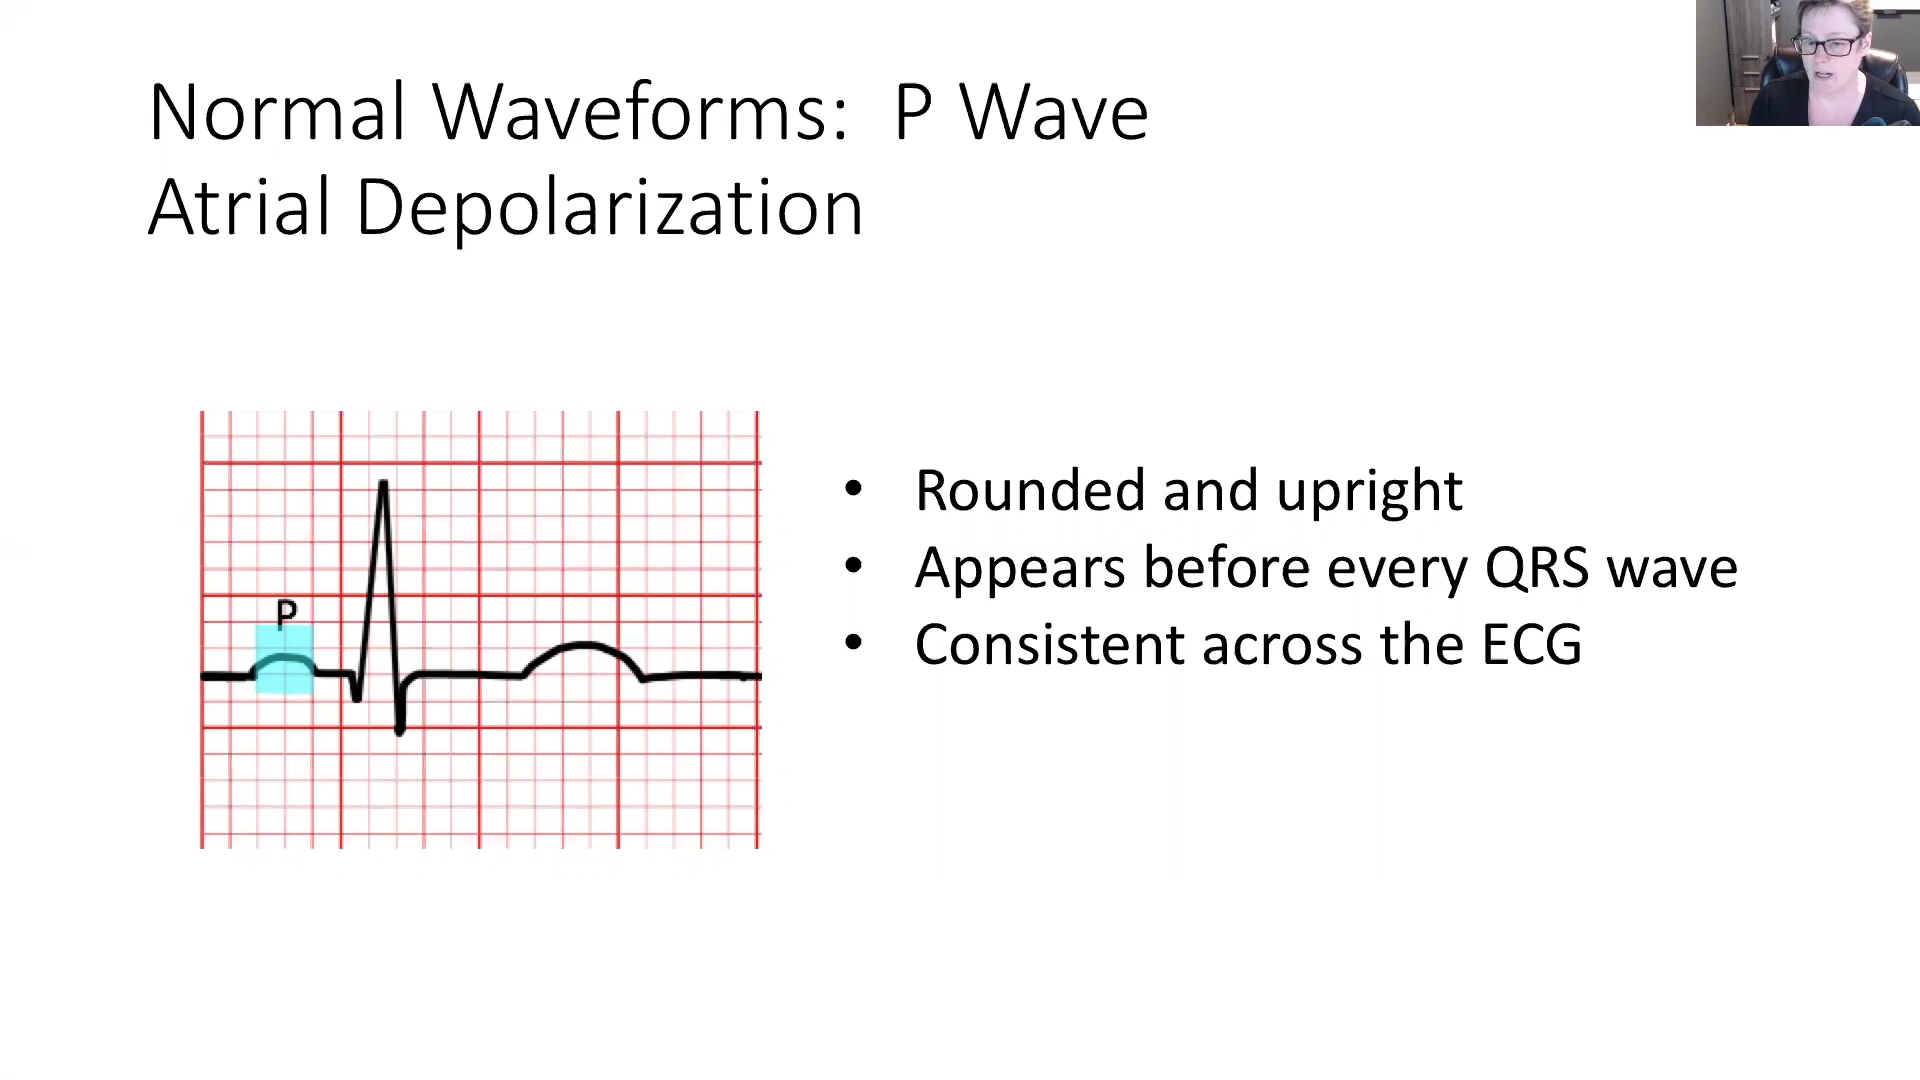 Normal Waveforms:  P Wave
Atrial Depolarization
P
• Rounded and upright
• Appears before every QRS wave
• Consistent across the ECG